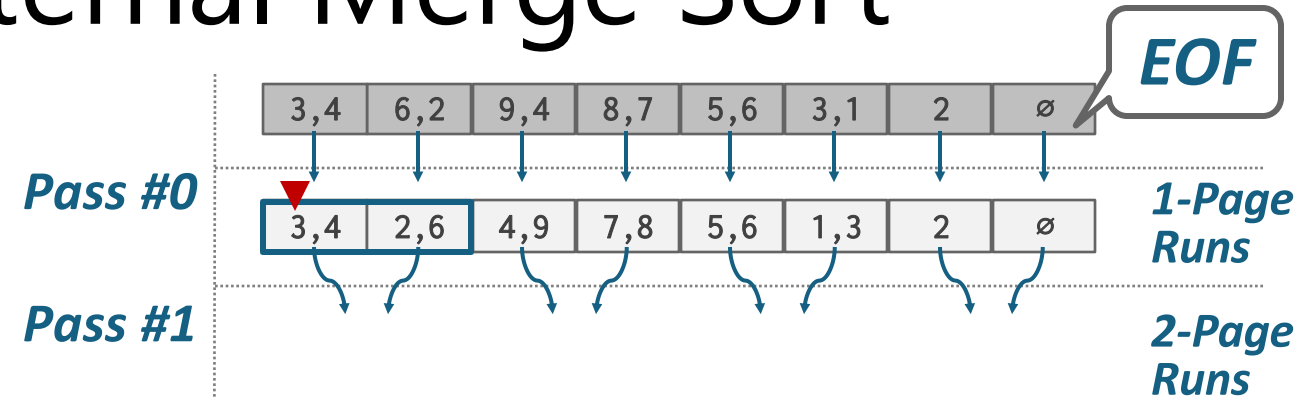 Merge Sort
EOF
3,4 6,2 9,4 8,7 5,6 3,1 2 ∅
Pass #0
1-Page
Runs
3,4 2,6 4,9 7,8 5,6 1,3 2 ∅
Pass #1
2-Page
Runs